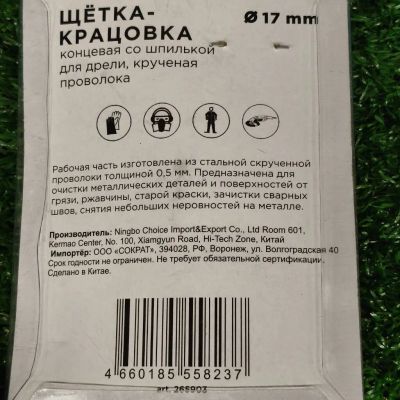 ЩЁТКА-
КРАЦОВКА
Ø 17 mm
концевая со шпилькой
для дрели, крученая
проволока
Рабочая часть изготовлена из стальной скрученной
проволоки толщиной 0,5 мм. Предназначена для
очистки металлических деталей и поверхностей от
грязи, ржавчины, старой краски, зачистки сварных
швов, снятия небольших неровностей на металле.
Производитель: Ningbo Choice Import&Export Co., Ltd Room 601,
Kermao Center, No. 100, Xiangyun Road, Hi-Tech Zone, Китай
Импортёр: ООО «СОКРАТ», 394028, РФ, Воронеж, ул. Волгоградская 40
Срок годности не ограничен. Не требует обязательной сертификации.
Сделано в Китае.
4 660185 558237
art. 265903